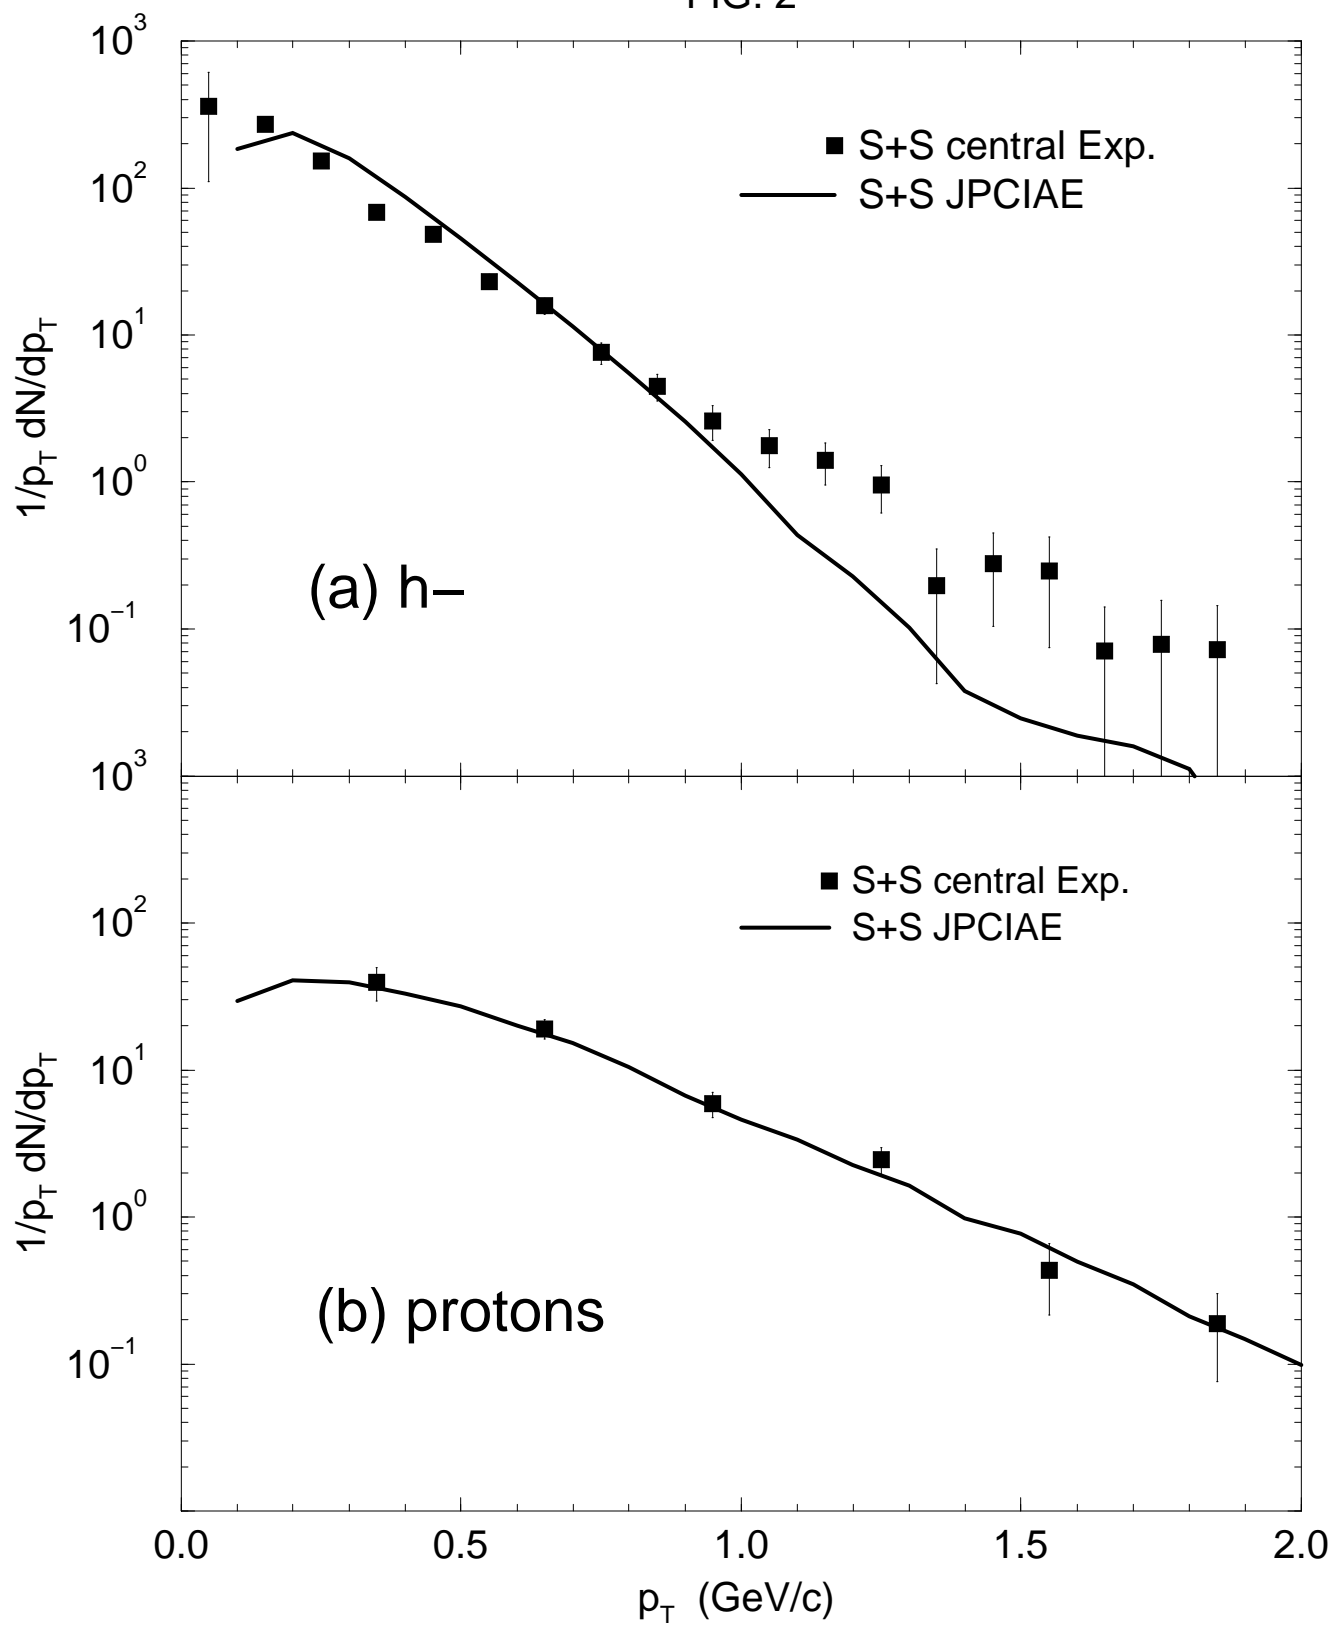 FIG. 2
10³
S+S central Exp.
S+S JPCIAE
10²
10¹
1/p_T dN/dp_T
10⁰
(a) h−
10⁻¹
10³
S+S central Exp.
S+S JPCIAE
10²
10¹
1/p_T dN/dp_T
10⁰
(b) protons
10⁻¹
0.0 0.5 1.0 1.5 2.0
p_T (GeV/c)